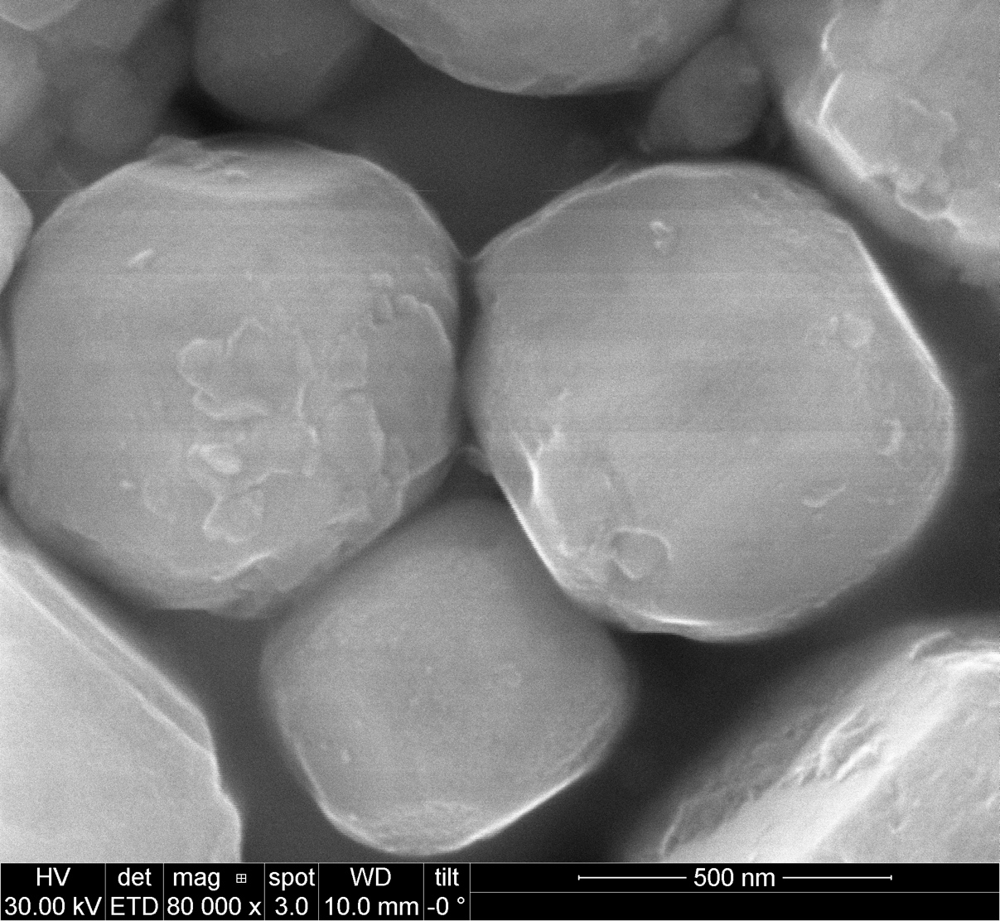 HV det mag ⊞ spot WD tilt
30.00 kV ETD 80 000 x 3.0 10.0 mm -0 °
500 nm